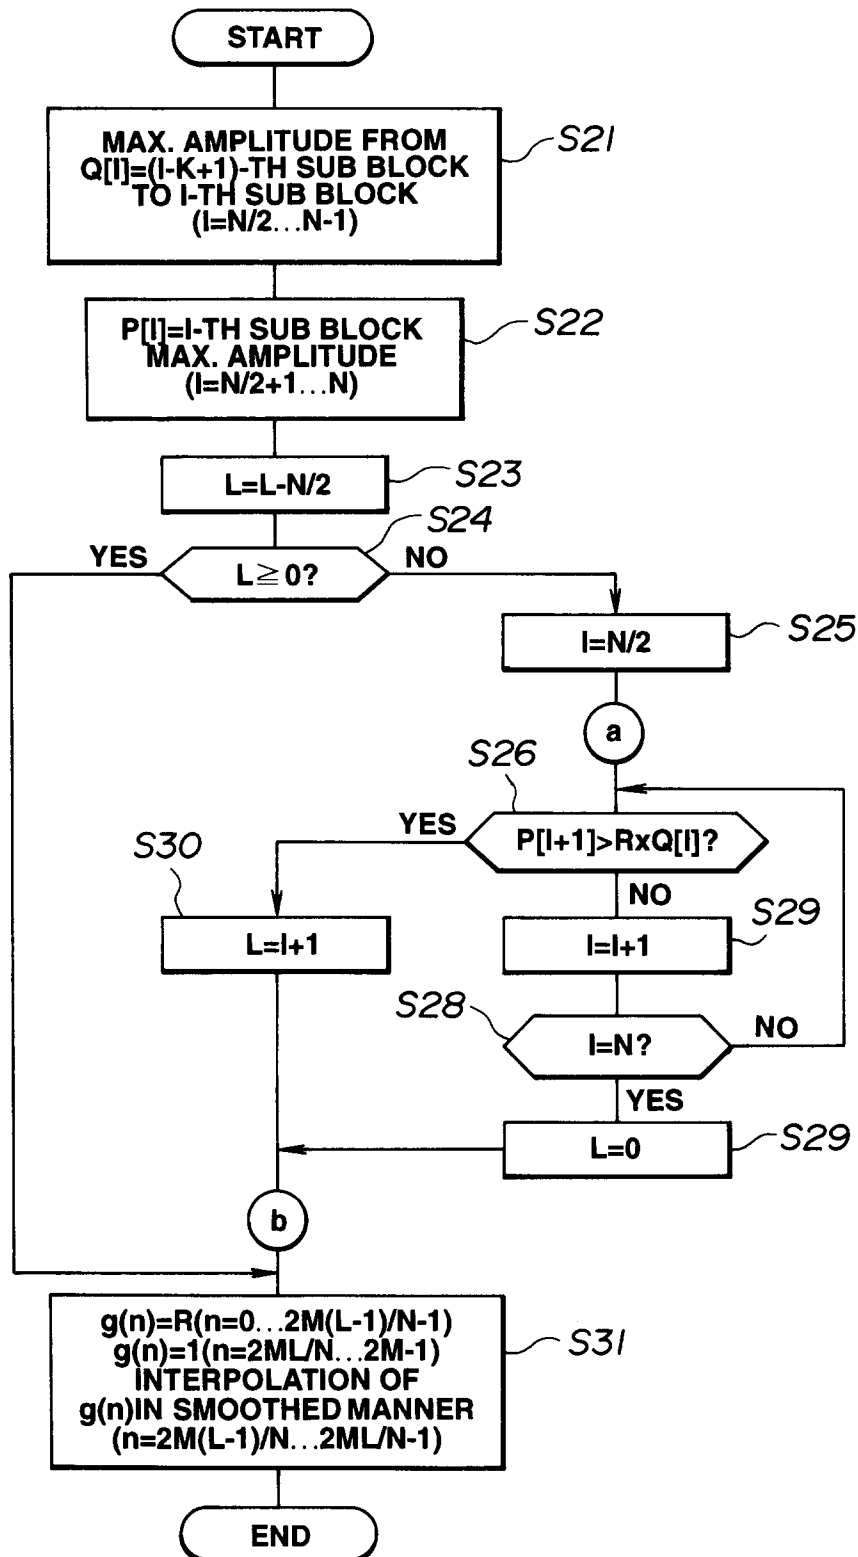 START
MAX. AMPLITUDE FROM
Q[I]=(I-K+1)-TH SUB BLOCK
TO I-TH SUB BLOCK
(I=N/2...N-1)
S21
P[I]=I-TH SUB BLOCK
MAX. AMPLITUDE
(I=N/2+1...N)
S22
L=L-N/2
S23
S24
YES
L≧0?
NO
I=N/2
S25
a
S26
YES
P[I+1]>RxQ[I]?
NO
S30
L=I+1
I=I+1
S29
S28
I=N?
NO
YES
L=0
S29
b
g(n)=R(n=0...2M(L-1)/N-1)
g(n)=1(n=2ML/N...2M-1)
INTERPOLATION OF
g(n)IN SMOOTHED MANNER
(n=2M(L-1)/N...2ML/N-1)
S31
END